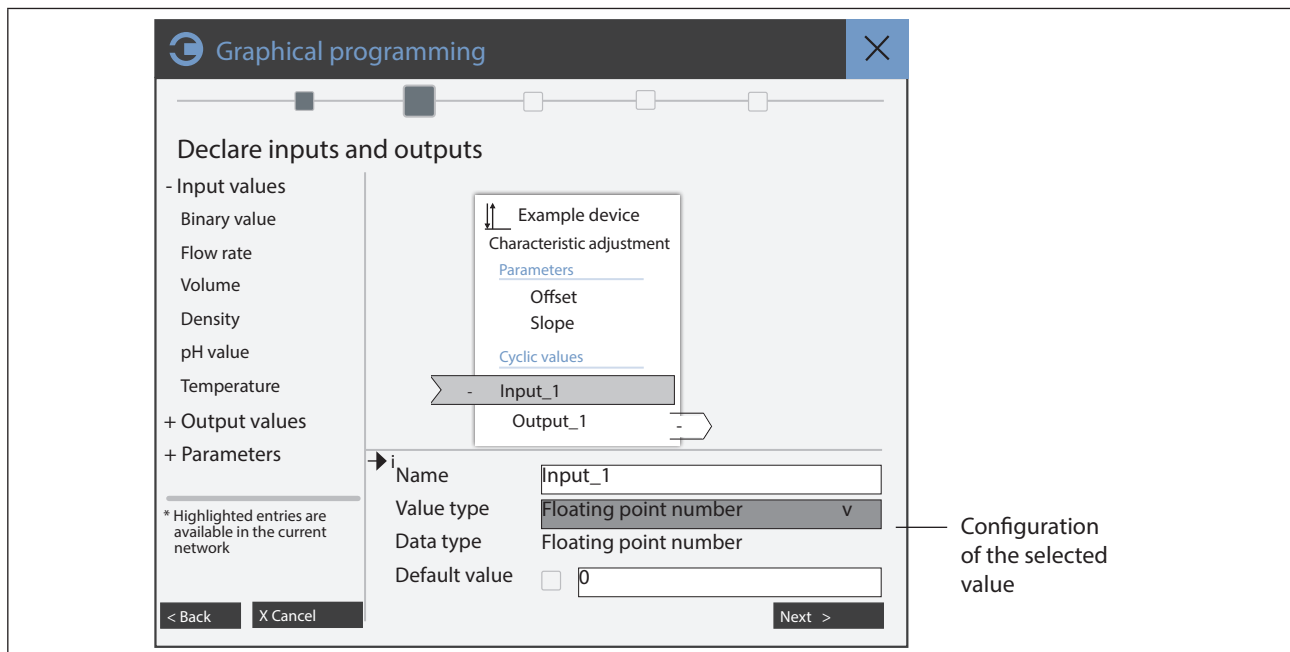 Graphical programming
Declare inputs and outputs
- Input values
Binary value
Flow rate
Volume
Density
pH value
Temperature
+ Output values
+ Parameters
* Highlighted entries are
available in the current
network
< Back
X Cancel
Example device
Characteristic adjustment
Parameters
Offset
Slope
Cyclic values
- Input_1
Output_1 -
i
Name Input_1
Value type Floating point number v
Data type Floating point number
Default value 0
Next >
Configuration
of the selected
value